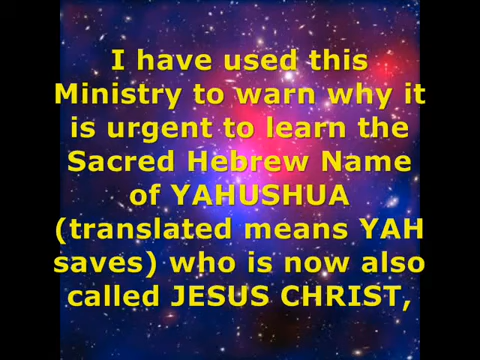 I have used this
Ministry to warn why it
is urgent to learn the
Sacred Hebrew Name
of YAHUSHUA
(translated means YAH
saves) who is now also
called JESUS CHRIST,